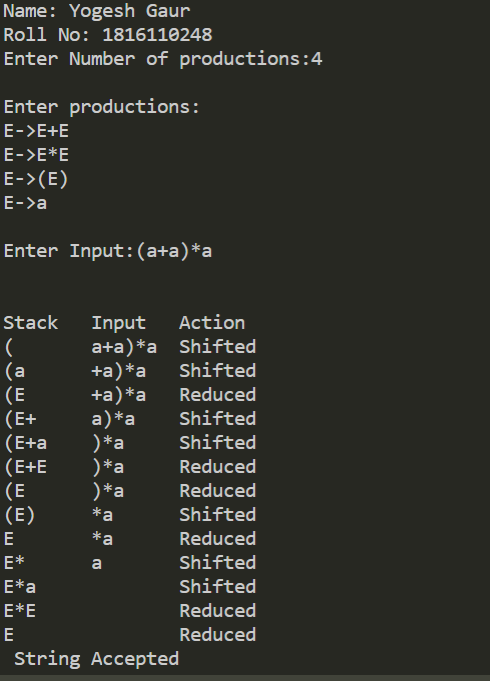 Name: Yogesh Gaur
Roll No: 1816110248
Enter Number of productions:4
Enter productions:
E->E+E
E->E*E
E->(E)
E->a
Enter Input:(a+a)*a
Stack   Input   Action
(       a+a)*a  Shifted
(a      +a)*a   Shifted
(E      +a)*a   Reduced
(E+     a)*a    Shifted
(E+a    )*a     Shifted
(E+E    )*a     Reduced
(E      )*a     Reduced
(E)     *a      Shifted
E       *a      Reduced
E*      a       Shifted
E*a             Shifted
E*E             Reduced
E               Reduced
String Accepted